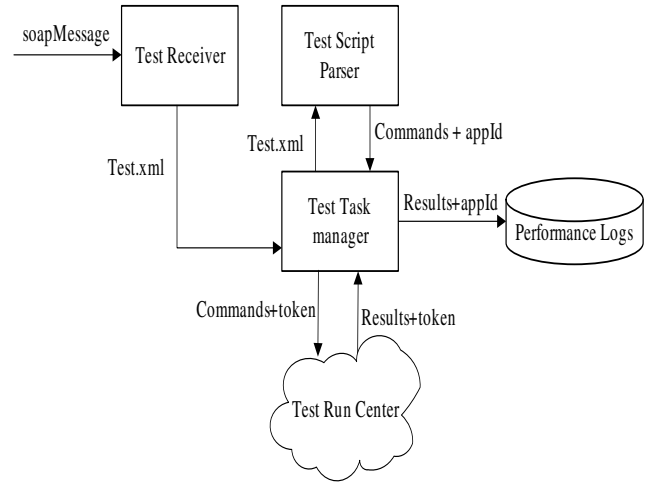 soapMessage
Test Receiver
Test Script
Parser
Test.xml
Test.xml
Commands + appId
Test Task
manager
Results+appId
Performance Logs
Commands+token
Results+token
Test Run Center